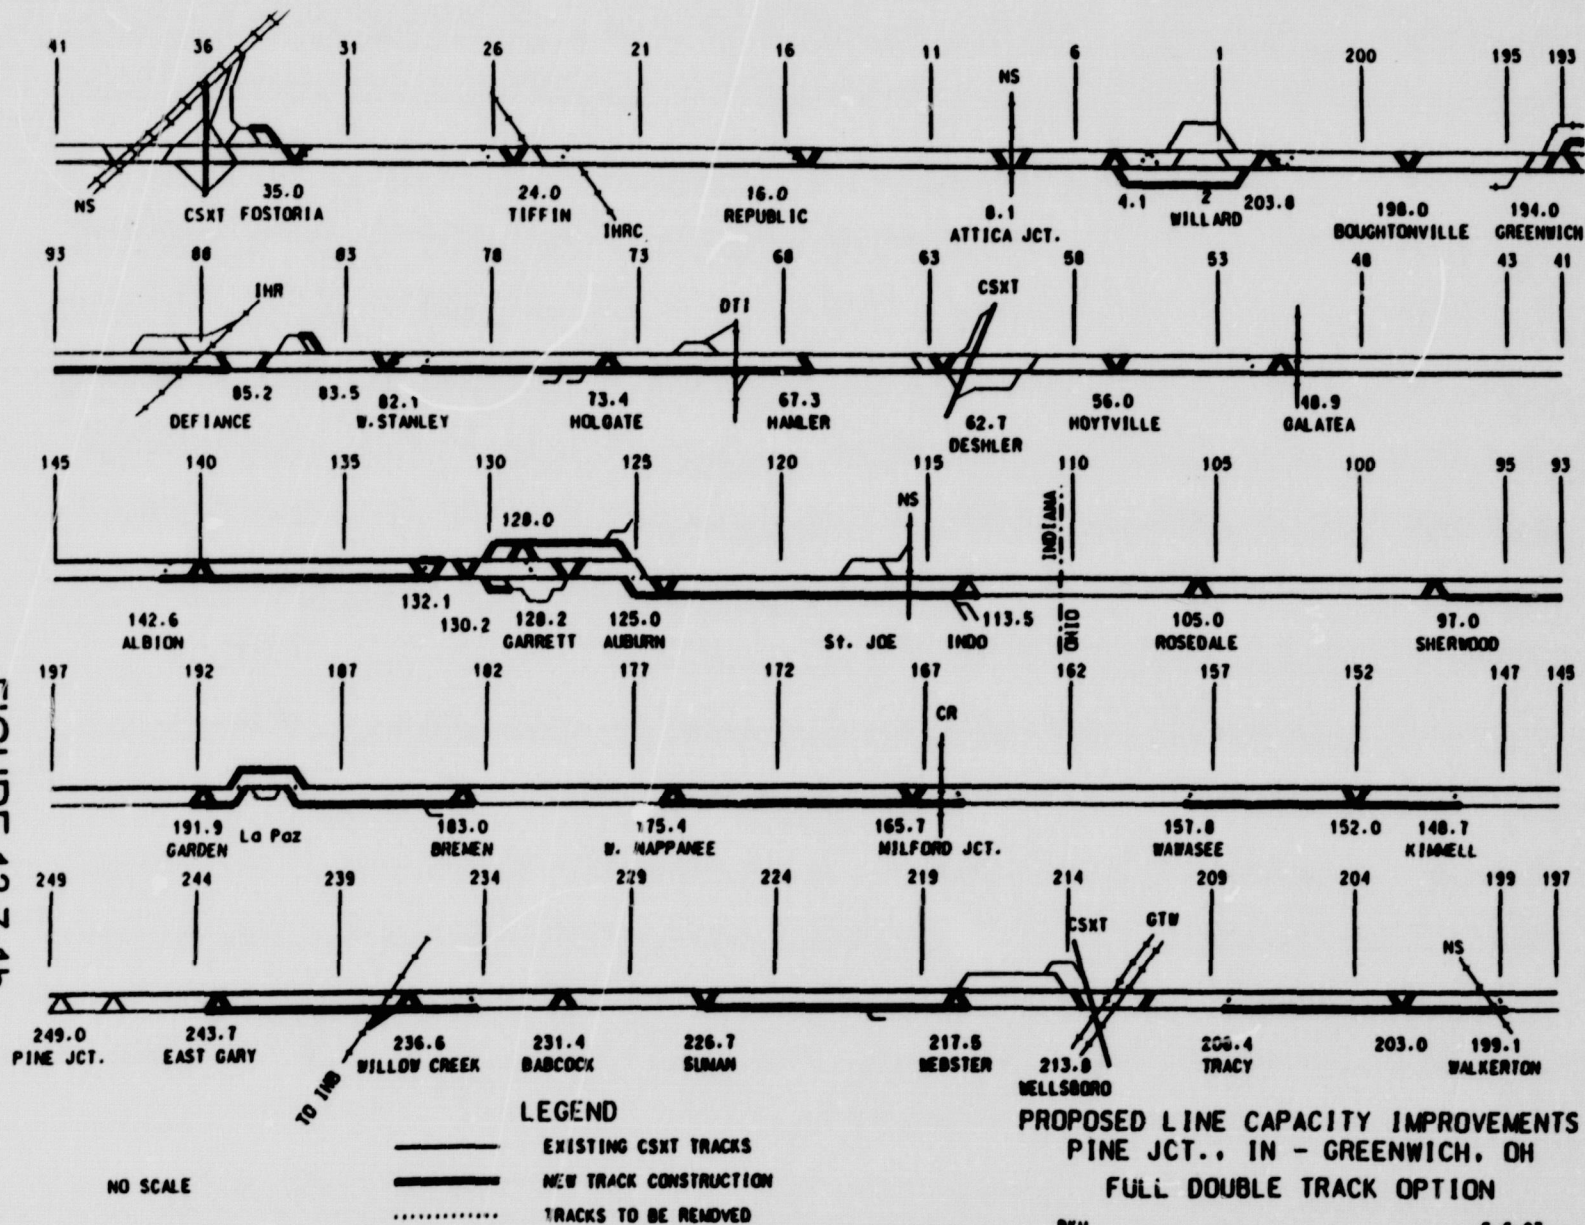 41 36 31 26 21 16 11 6 1 200 195 193
NS
NS CSXT 35.0 FOSTORIA 24.0 TIFFIN IHRC 16.0 REPUBLIC 8.1 ATTICA JCT. 4.1 2 WILLARD 203.8 198.0 BOUGHTONVILLE 194.0 GREENWICH
93 88 83 78 73 68 63 58 53 48 43 41
IHR DTI CSXT
DEFIANCE 85.2 83.5 82.1 W. STANLEY 73.4 HOLGATE 67.3 HAMLER 62.7 DESHLER 56.0 HOYTVILLE 48.9 GALATEA
145 140 135 130 125 120 115 110 105 100 95 93
128.0 NS INDIANA OHIO
142.6 ALBION 132.1 130.2 128.2 GARRETT 125.0 AUBURN St. JOE INDO 113.5 105.0 ROSEDALE 97.0 SHERWOOD
197 192 187 182 177 172 167 162 157 152 147 145
CR
191.9 GARDEN La Paz 183.0 BREMEN 175.4 W. NAPPANEE 165.7 MILFORD JCT. 157.8 WAWASEE 152.0 148.7 KIMMELL
249 244 239 234 229 224 219 214 209 204 199 197
CSXT GTW NS
249.0 PINE JCT. 243.7 EAST GARY TO IHB 236.6 WILLOW CREEK 231.4 BABCOCK 226.7 SUMAN 217.5 WEBSTER 213.8 WELLSBORO 208.4 TRACY 203.0 199.1 WALKERTON
LEGEND
EXISTING CSXT TRACKS
NEW TRACK CONSTRUCTION
TRACKS TO BE REMOVED
NO SCALE
PROPOSED LINE CAPACITY IMPROVEMENTS
PINE JCT., IN - GREENWICH, OH
FULL DOUBLE TRACK OPTION